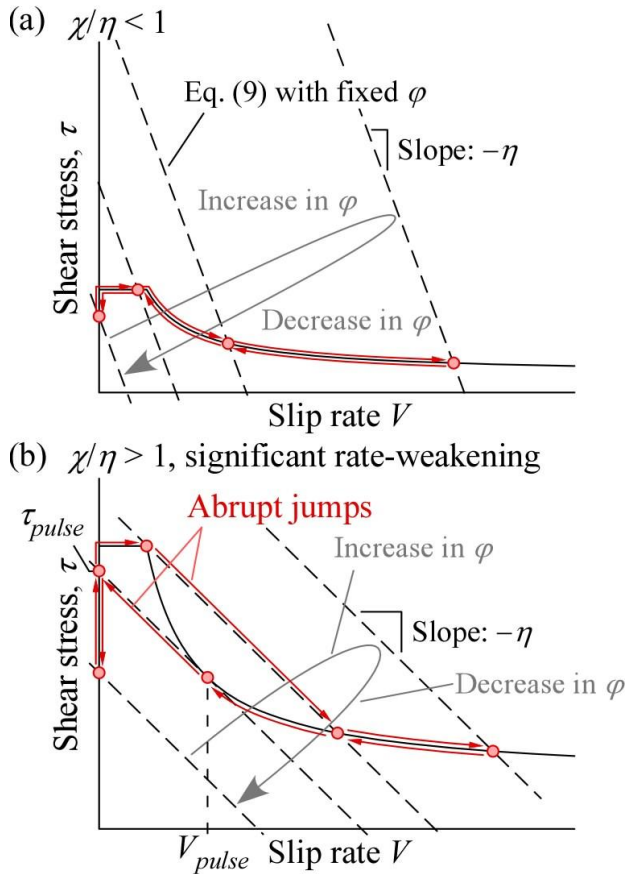 (a) χ/η < 1
Eq. (9) with fixed φ
Slope: −η
Increase in φ
Decrease in φ
Shear stress, τ
Slip rate V
(b) χ/η > 1, significant rate-weakening
τpulse
Abrupt jumps
Increase in φ
Slope: −η
Decrease in φ
Shear stress, τ
Vpulse
Slip rate V